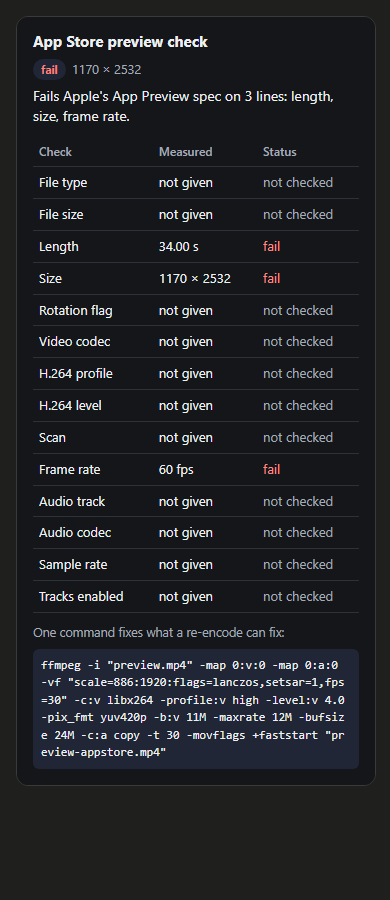 App Store preview check
fail 1170 × 2532
Fails Apple's App Preview spec on 3 lines: length,
size, frame rate.
Check Measured Status
File type not given not checked
File size not given not checked
Length 34.00 s fail
Size 1170 × 2532 fail
Rotation flag not given not checked
Video codec not given not checked
H.264 profile not given not checked
H.264 level not given not checked
Scan not given not checked
Frame rate 60 fps fail
Audio track not given not checked
Audio codec not given not checked
Sample rate not given not checked
Tracks enabled not given not checked
One command fixes what a re-encode can fix:
ffmpeg -i "preview.mp4" -map 0:v:0 -map 0:a:0
-vf "scale=886:1920:flags=lanczos,setsar=1,fps
=30" -c:v libx264 -profile:v high -level:v 4.0
-pix_fmt yuv420p -b:v 11M -maxrate 12M -bufsiz
e 24M -c:a copy -t 30 -movflags +faststart "pr
eview-appstore.mp4"